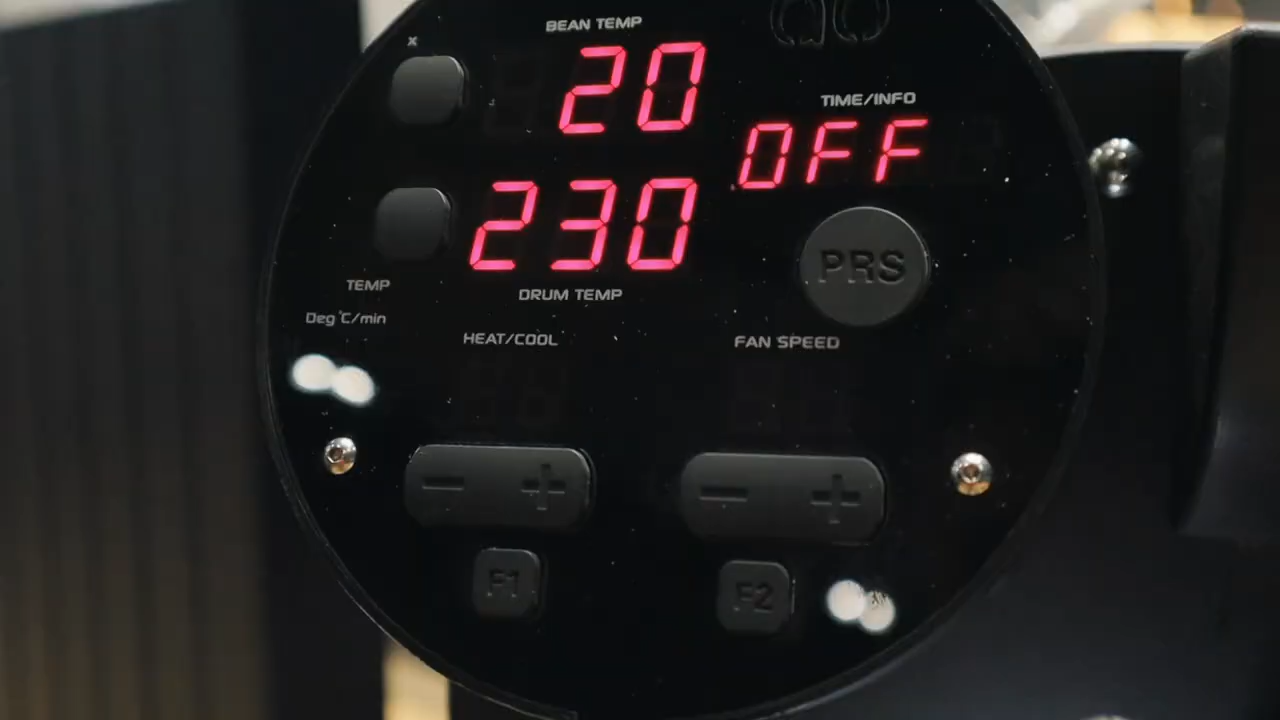 BEAN TEMP
x
20
TIME/INFO
OFF
230
PRS
TEMP
DRUM TEMP
Deg°C/min
HEAT/COOL
FAN SPEED
- +
- +
F1
F2